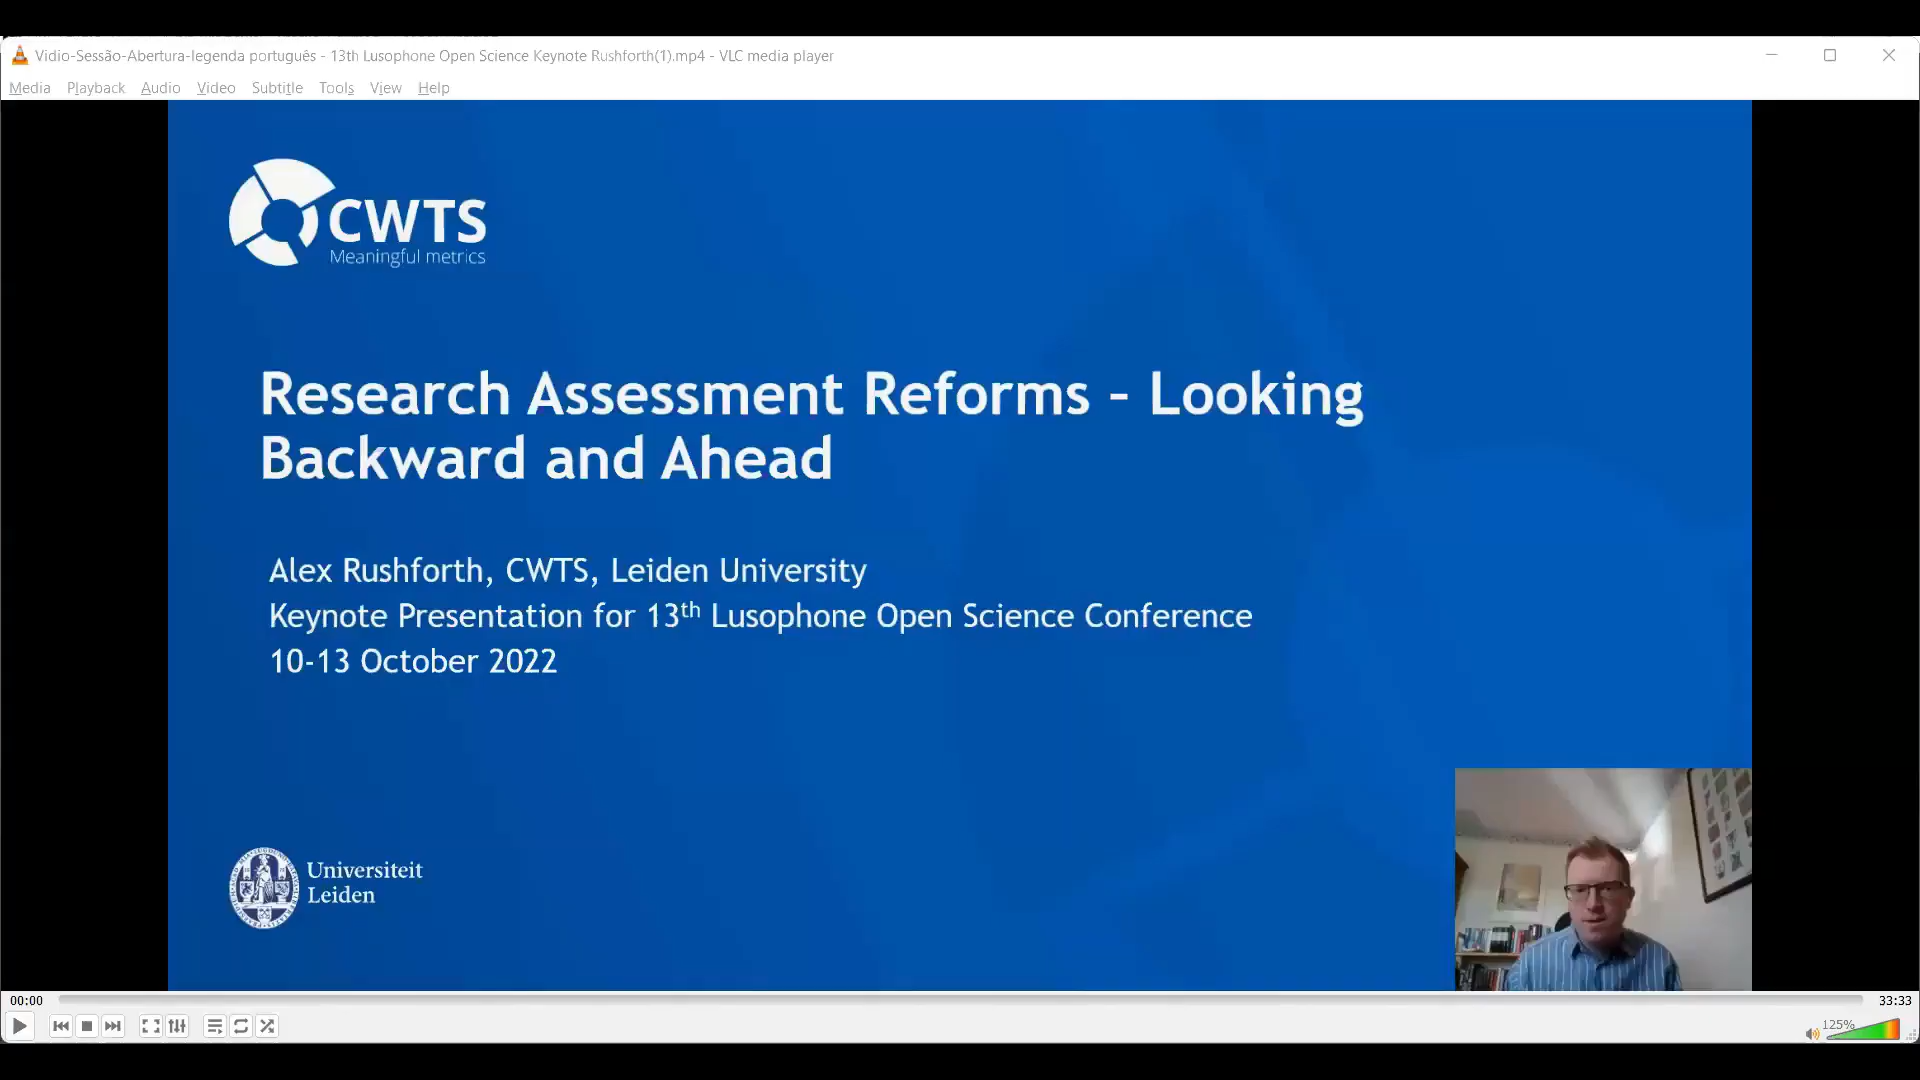 Vidio-Sessão-Abertura-legenda português - 13th Lusophone Open Science Keynote Rushforth(1).mp4 - VLC media player
Media Playback Audio Video Subtitle Tools View Help
CWTS
Meaningful metrics
Research Assessment Reforms – Looking
Backward and Ahead
Alex Rushforth, CWTS, Leiden University
Keynote Presentation for 13th Lusophone Open Science Conference
10-13 October 2022
Universiteit
Leiden
00:00
33:33
125%